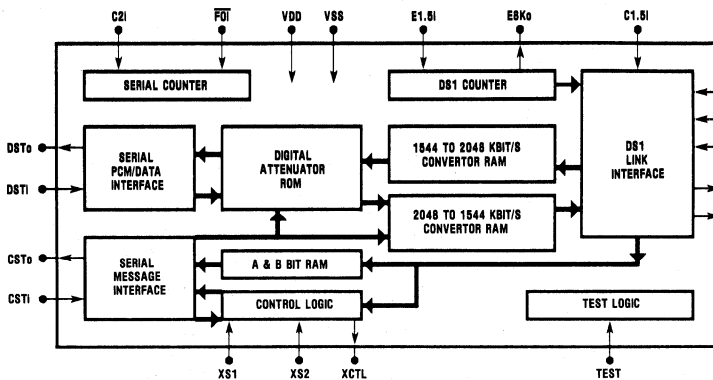 C2i F0i VDD VSS E1.5i E8Ko C1.5i
SERIAL COUNTER
DS1 COUNTER
DSTo
DSTi
SERIAL
PCM/DATA
INTERFACE
DIGITAL
ATTENUATOR
ROM
1544 TO 2048 KBIT/S
CONVERTOR RAM
DS1
LINK
INTERFACE
2048 TO 1544 KBIT/S
CONVERTOR RAM
CSTo
CSTi
SERIAL
MESSAGE
INTERFACE
A & B BIT RAM
CONTROL LOGIC
TEST LOGIC
XS1 XS2 XCTL TEST